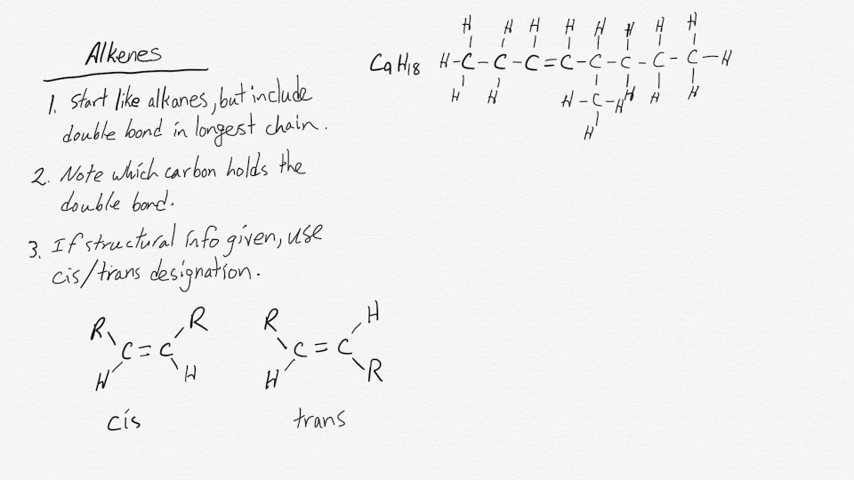 Alkenes
1. Start like alkanes, but include
double bond in longest chain.
2. Note which carbon holds the
double bond.
3. If structural info given, use
cis/trans designation.
R R
C=C
H H
cis
R H
C=C
H R
trans
C9H18
H H H H H H H H
H-C-C-C=C-C-C-C-C-H
H H H-C-H H H H
H